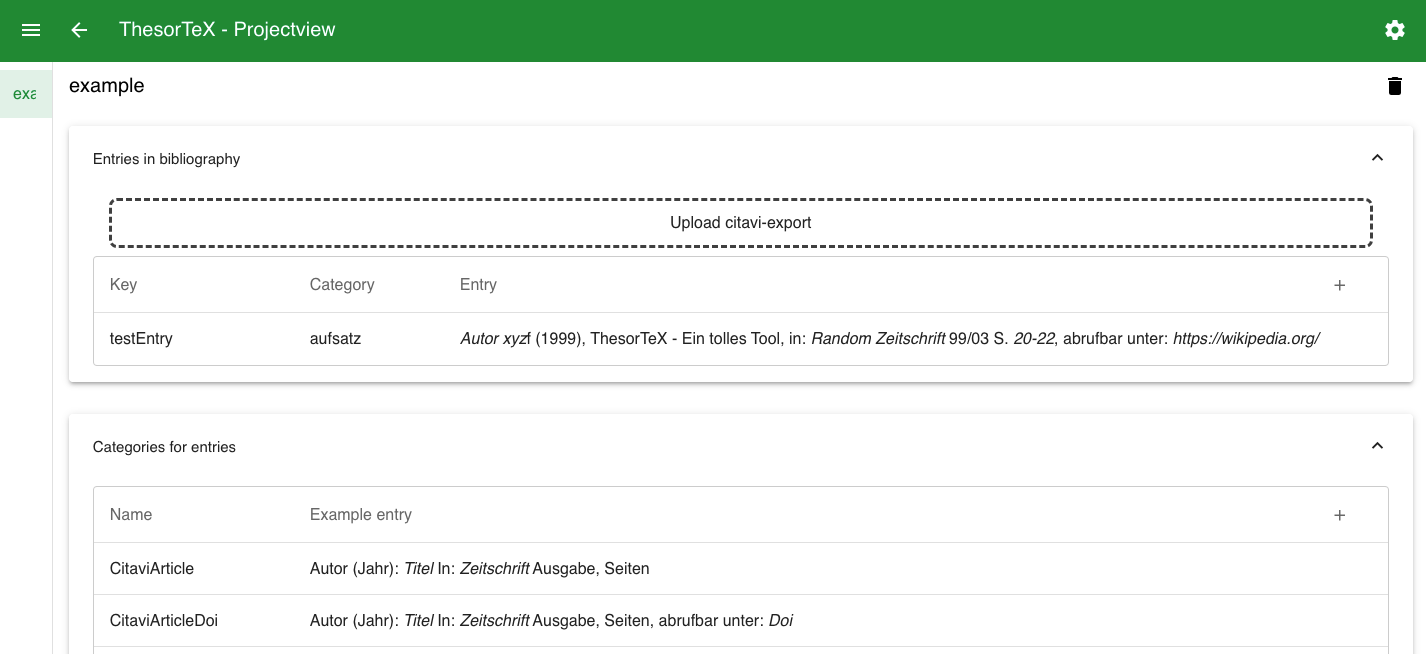 ThesorTeX - Projectview
exa
example
Entries in bibliography
Upload citavi-export
Key Category Entry +
testEntry aufsatz Autor xyzf (1999), ThesorTeX - Ein tolles Tool, in: Random Zeitschrift 99/03 S. 20-22, abrufbar unter: https://wikipedia.org/
Categories for entries
Name Example entry +
CitaviArticle Autor (Jahr): Titel In: Zeitschrift Ausgabe, Seiten
CitaviArticleDoi Autor (Jahr): Titel In: Zeitschrift Ausgabe, Seiten, abrufbar unter: Doi